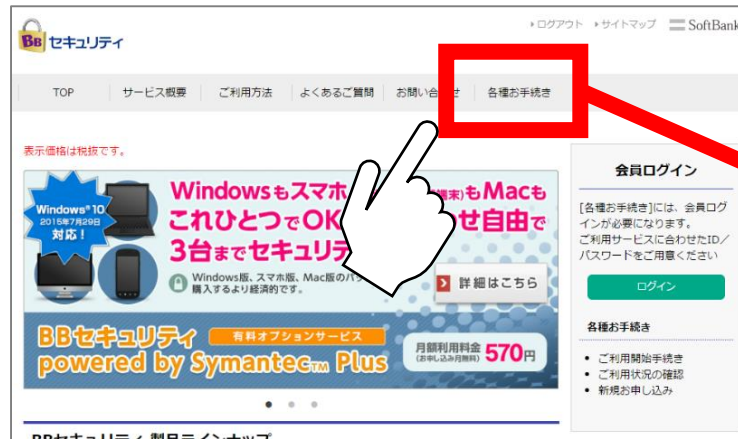 ログアウト サイトマップ SoftBank
BB セキュリティ
TOP サービス概要 ご利用方法 よくあるご質問 お問い合 せ 各種お手続き
表示価格は税抜です。
Windows®10
2015年7月29日
対応!
Windowsもスマホ 末)もMacも
これひとつでOK せ自由で
3台までセキュリテ
Windows版、スマホ版、Mac版のパッ
購入するより経済的です。
詳細はこちら
BBセキュリティ 有料オプションサービス
powered by Symantec™ Plus
月額利用料金
(お申し込み月無料) 570円
会員ログイン
[各種お手続き]には、会員ログ
インが必要になります。
ご利用サービスに合わせたID/
パスワードをご用意ください
ログイン
各種お手続き
• ご利用開始手続き
• ご利用状況の確認
• 新規お申し込み
BBセキュリティ 製品ラインナップ